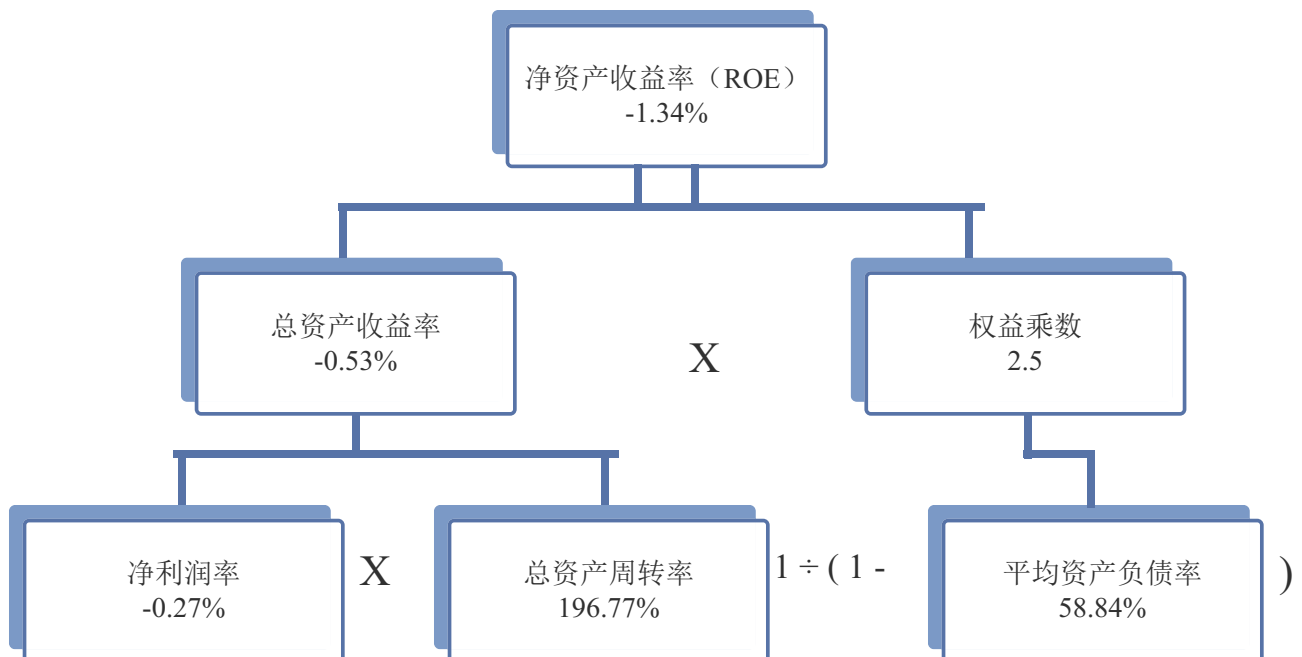 净资产收益率（ROE）
-1.34%
总资产收益率
-0.53%
X
权益乘数
2.5
净利润率
-0.27%
X
总资产周转率
196.77%
1 ÷ ( 1 -
平均资产负债率
58.84%
)